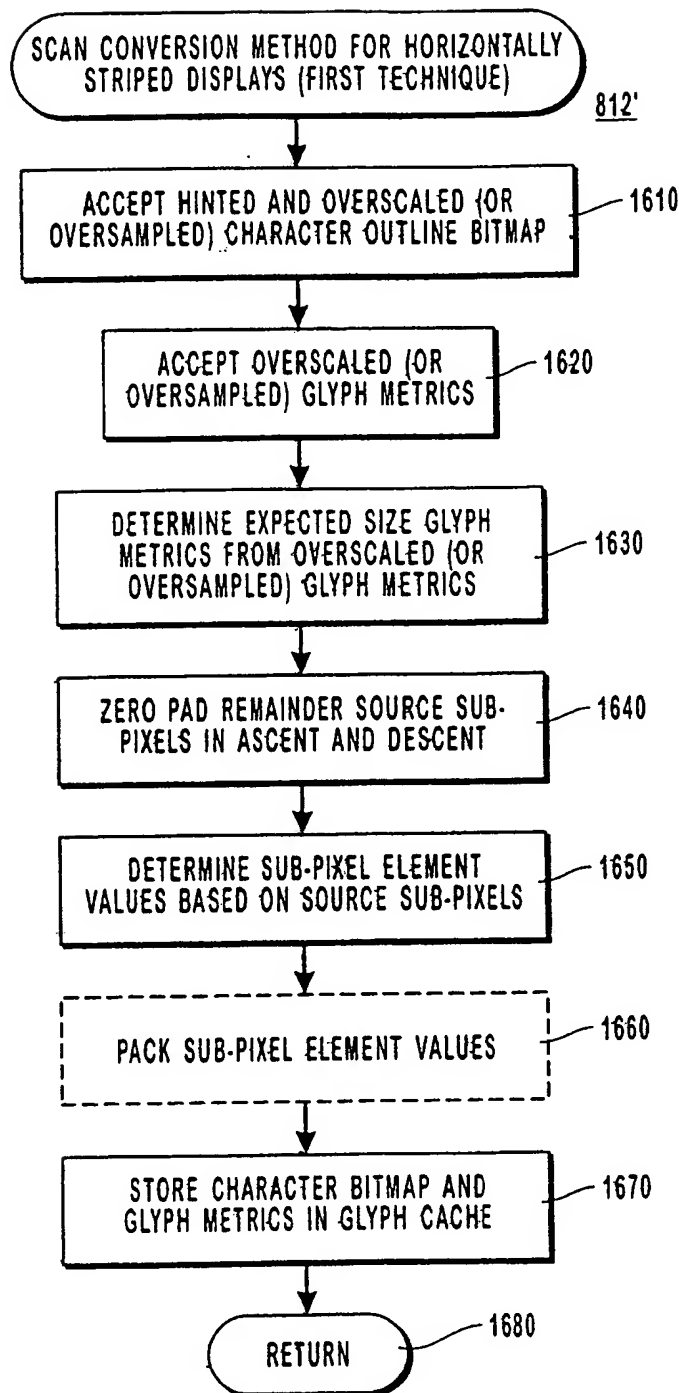 SCAN CONVERSION METHOD FOR HORIZONTALLY
STRIPED DISPLAYS (FIRST TECHNIQUE)
812'
ACCEPT HINTED AND OVERSCALED (OR
OVERSAMPLED) CHARACTER OUTLINE BITMAP
1610
ACCEPT OVERSCALED (OR
OVERSAMPLED) GLYPH METRICS
1620
DETERMINE EXPECTED SIZE GLYPH
METRICS FROM OVERSCALED (OR
OVERSAMPLED) GLYPH METRICS
1630
ZERO PAD REMAINDER SOURCE SUB-
PIXELS IN ASCENT AND DESCENT
1640
DETERMINE SUB-PIXEL ELEMENT
VALUES BASED ON SOURCE SUB-PIXELS
1650
PACK SUB-PIXEL ELEMENT VALUES
1660
STORE CHARACTER BITMAP AND
GLYPH METRICS IN GLYPH CACHE
1670
RETURN
1680